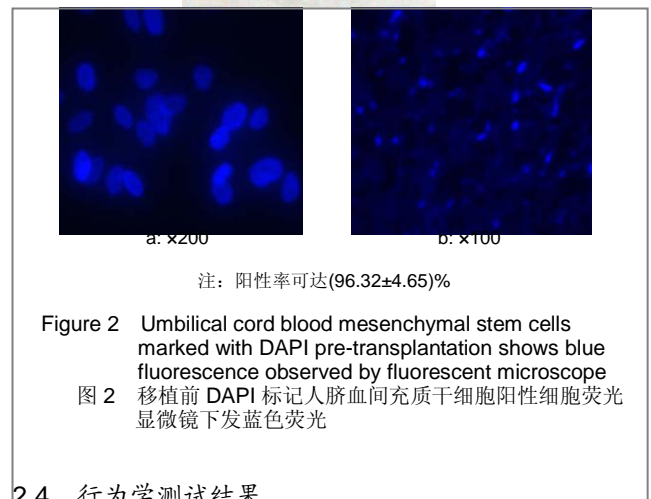 a: ×200
b: ×100
注：阳性率可达(96.32±4.65)%
Figure 2 Umbilical cord blood mesenchymal stem cells
marked with DAPI pre-transplantation shows blue
fluorescence observed by fluorescent microscope
图 2 移植前 DAPI 标记人脐血间充质干细胞阳性细胞荧光
显微镜下发蓝色荧光
2.4 行为学测试结果